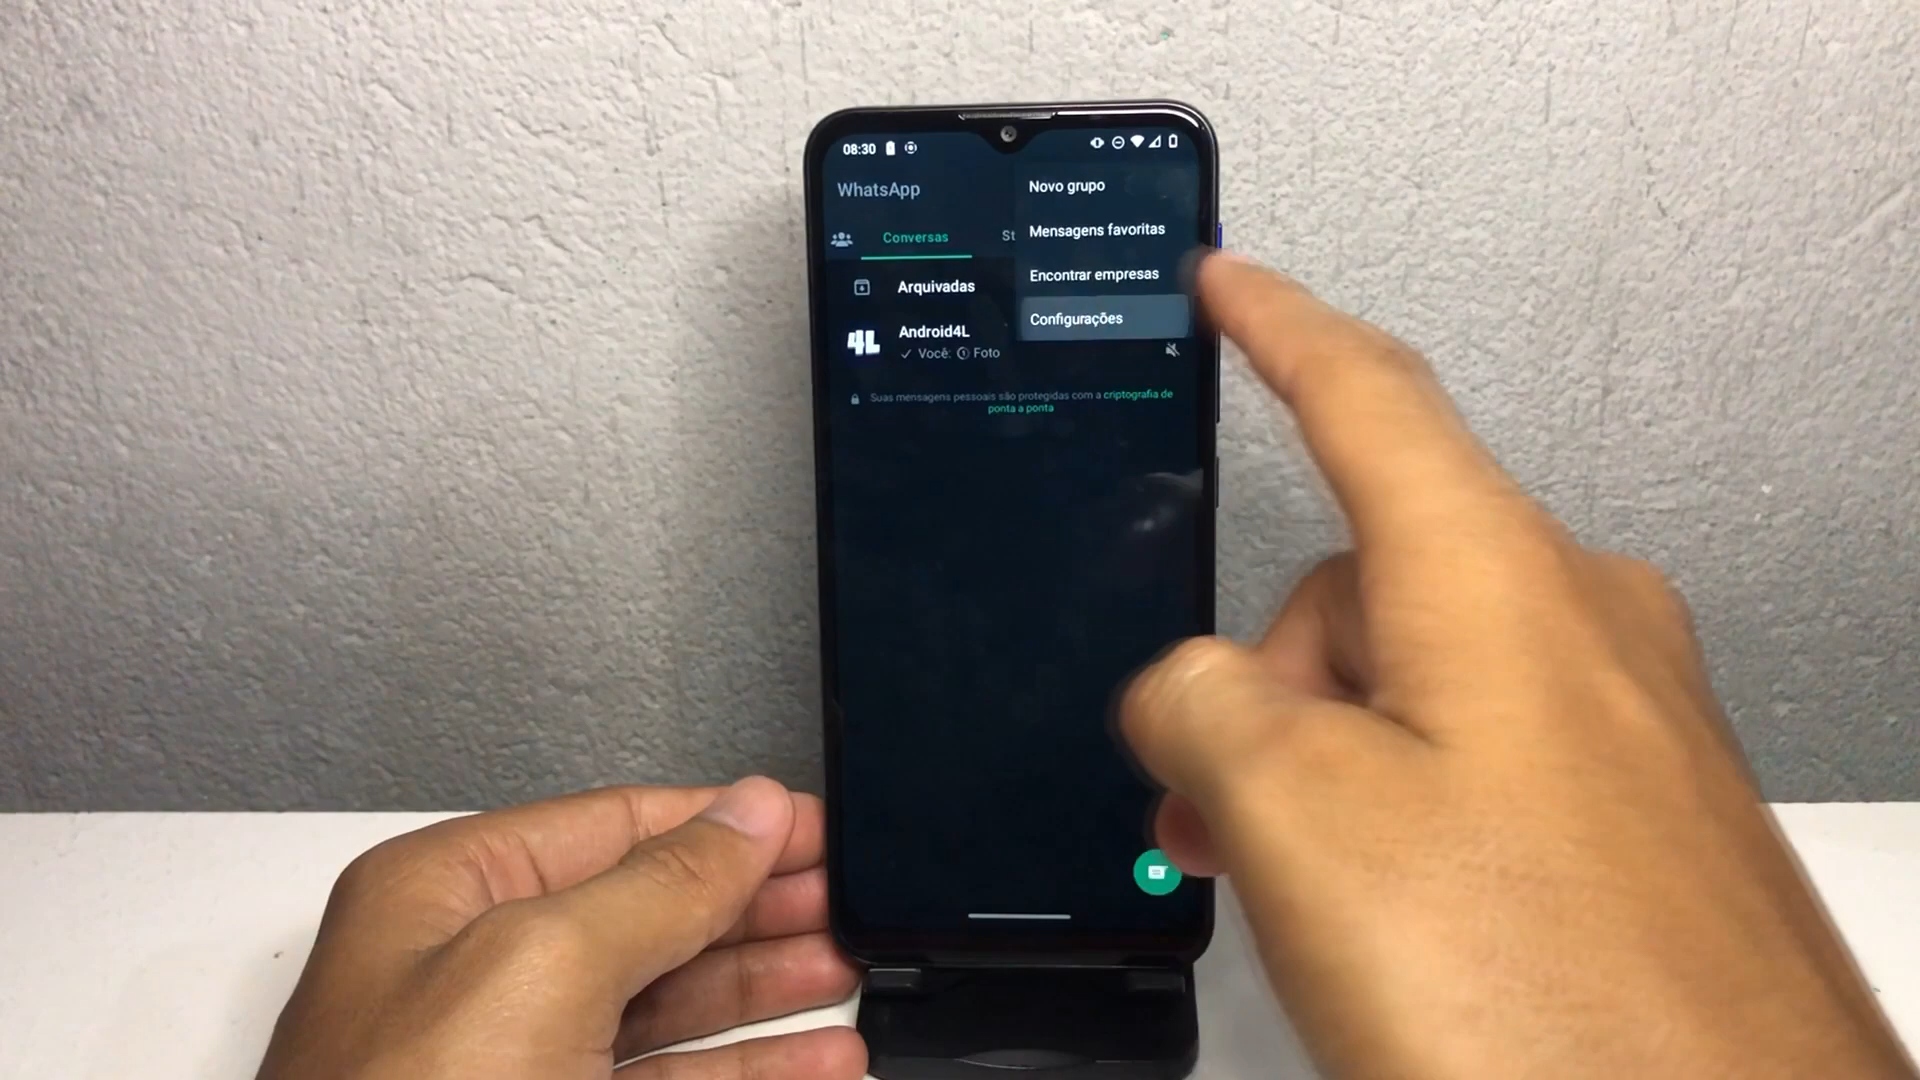 08:30
WhatsApp
Novo grupo
Mensagens favoritas
Encontrar empresas
Configurações
Conversas
St
Arquivadas
4L
Android4L
Você: Foto
Suas mensagens pessoais são protegidas com a criptografia de
ponta a ponta